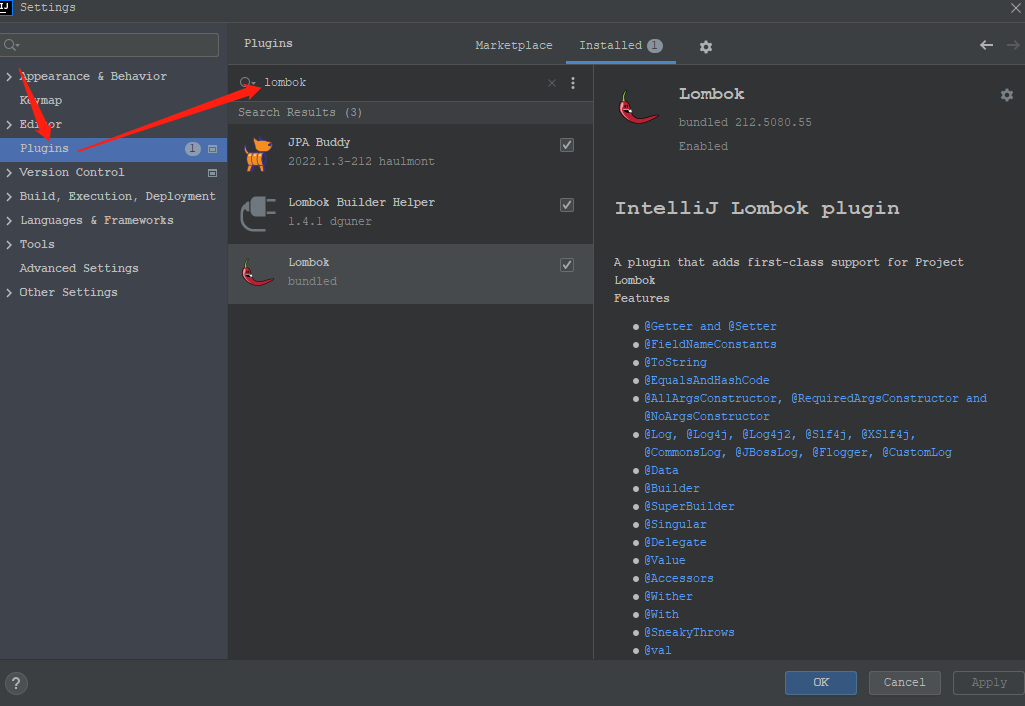 IJ
Settings
Appearance & Behavior
Keymap
Editor
Plugins 1
Version Control
Build, Execution, Deployment
Languages & Frameworks
Tools
Advanced Settings
Other Settings
?
Plugins
Marketplace
Installed 1
lombok
Search Results (3)
JPA Buddy
2022.1.3-212 haulmont
Lombok Builder Helper
1.4.1 dguner
Lombok
bundled
Lombok
bundled 212.5080.55
Enabled
IntelliJ Lombok plugin
A plugin that adds first-class support for Project
Lombok
Features
@Getter and @Setter
@FieldNameConstants
@ToString
@EqualsAndHashCode
@AllArgsConstructor, @RequiredArgsConstructor and
@NoArgsConstructor
@Log, @Log4j, @Log4j2, @Slf4j, @XSlf4j,
@CommonsLog, @JBossLog, @Flogger, @CustomLog
@Data
@Builder
@SuperBuilder
@Singular
@Delegate
@Value
@Accessors
@Wither
@With
@SneakyThrows
@val
OK
Cancel
Apply